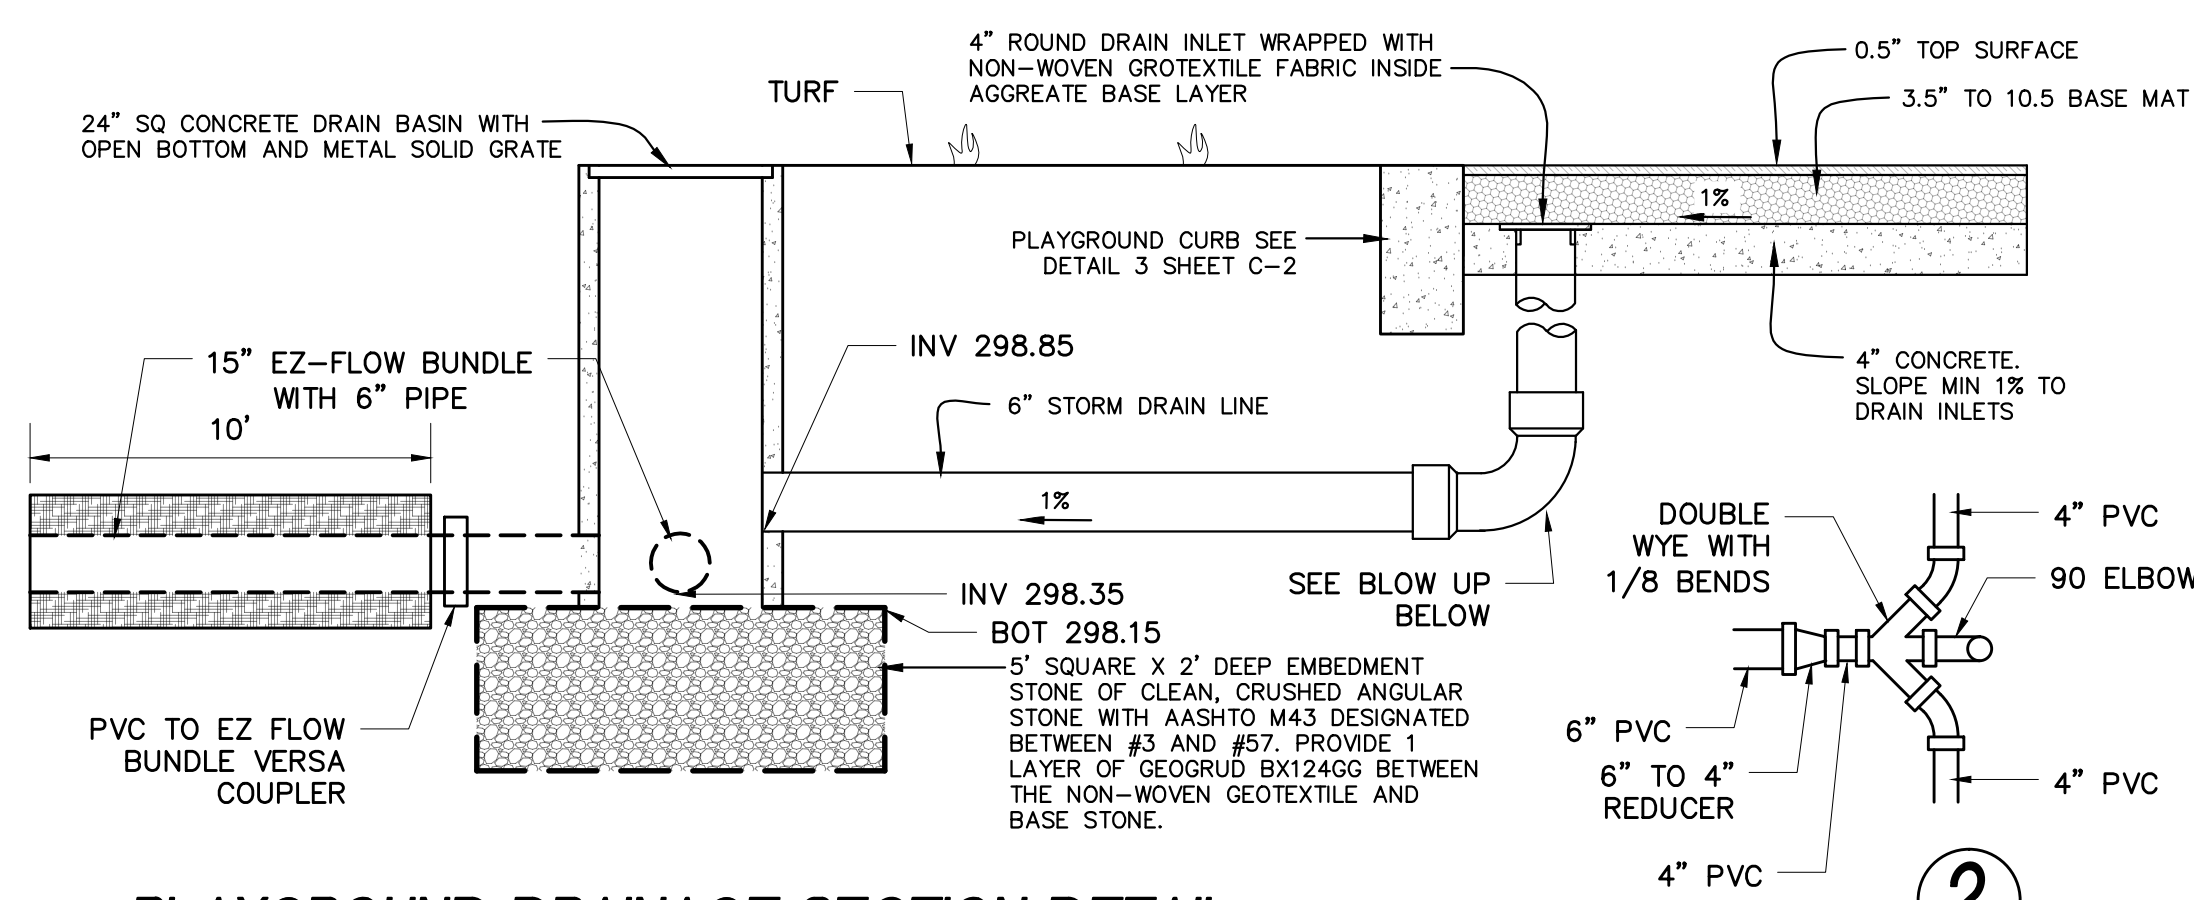 4” ROUND DRAIN INLET WRAPPED WITH
NON-WOVEN GROTEXTILE FABRIC INSIDE
AGGREATE BASE LAYER
0.5” TOP SURFACE
3.5” TO 10.5 BASE MAT
TURF
24” SQ CONCRETE DRAIN BASIN WITH
OPEN BOTTOM AND METAL SOLID GRATE
1%
PLAYGROUND CURB SEE
DETAIL 3 SHEET C-2
INV 298.85
15” EZ-FLOW BUNDLE
WITH 6” PIPE
10’
6” STORM DRAIN LINE
4” CONCRETE.
SLOPE MIN 1% TO
DRAIN INLETS
1%
DOUBLE
WYE WITH
1/8 BENDS
4” PVC
90 ELBOW
SEE BLOW UP
BELOW
INV 298.35
BOT 298.15
5’ SQUARE X 2’ DEEP EMBEDMENT
STONE OF CLEAN, CRUSHED ANGULAR
STONE WITH AASHTO M43 DESIGNATED
BETWEEN #3 AND #57. PROVIDE 1
LAYER OF GEOGRUD BX124GG BETWEEN
THE NON-WOVEN GEOTEXTILE AND
BASE STONE.
PVC TO EZ FLOW
BUNDLE VERSA
COUPLER
6” PVC
6” TO 4”
REDUCER
4” PVC
4” PVC
PLAYGROUND DRAINAGE SECTION DETAIL
2